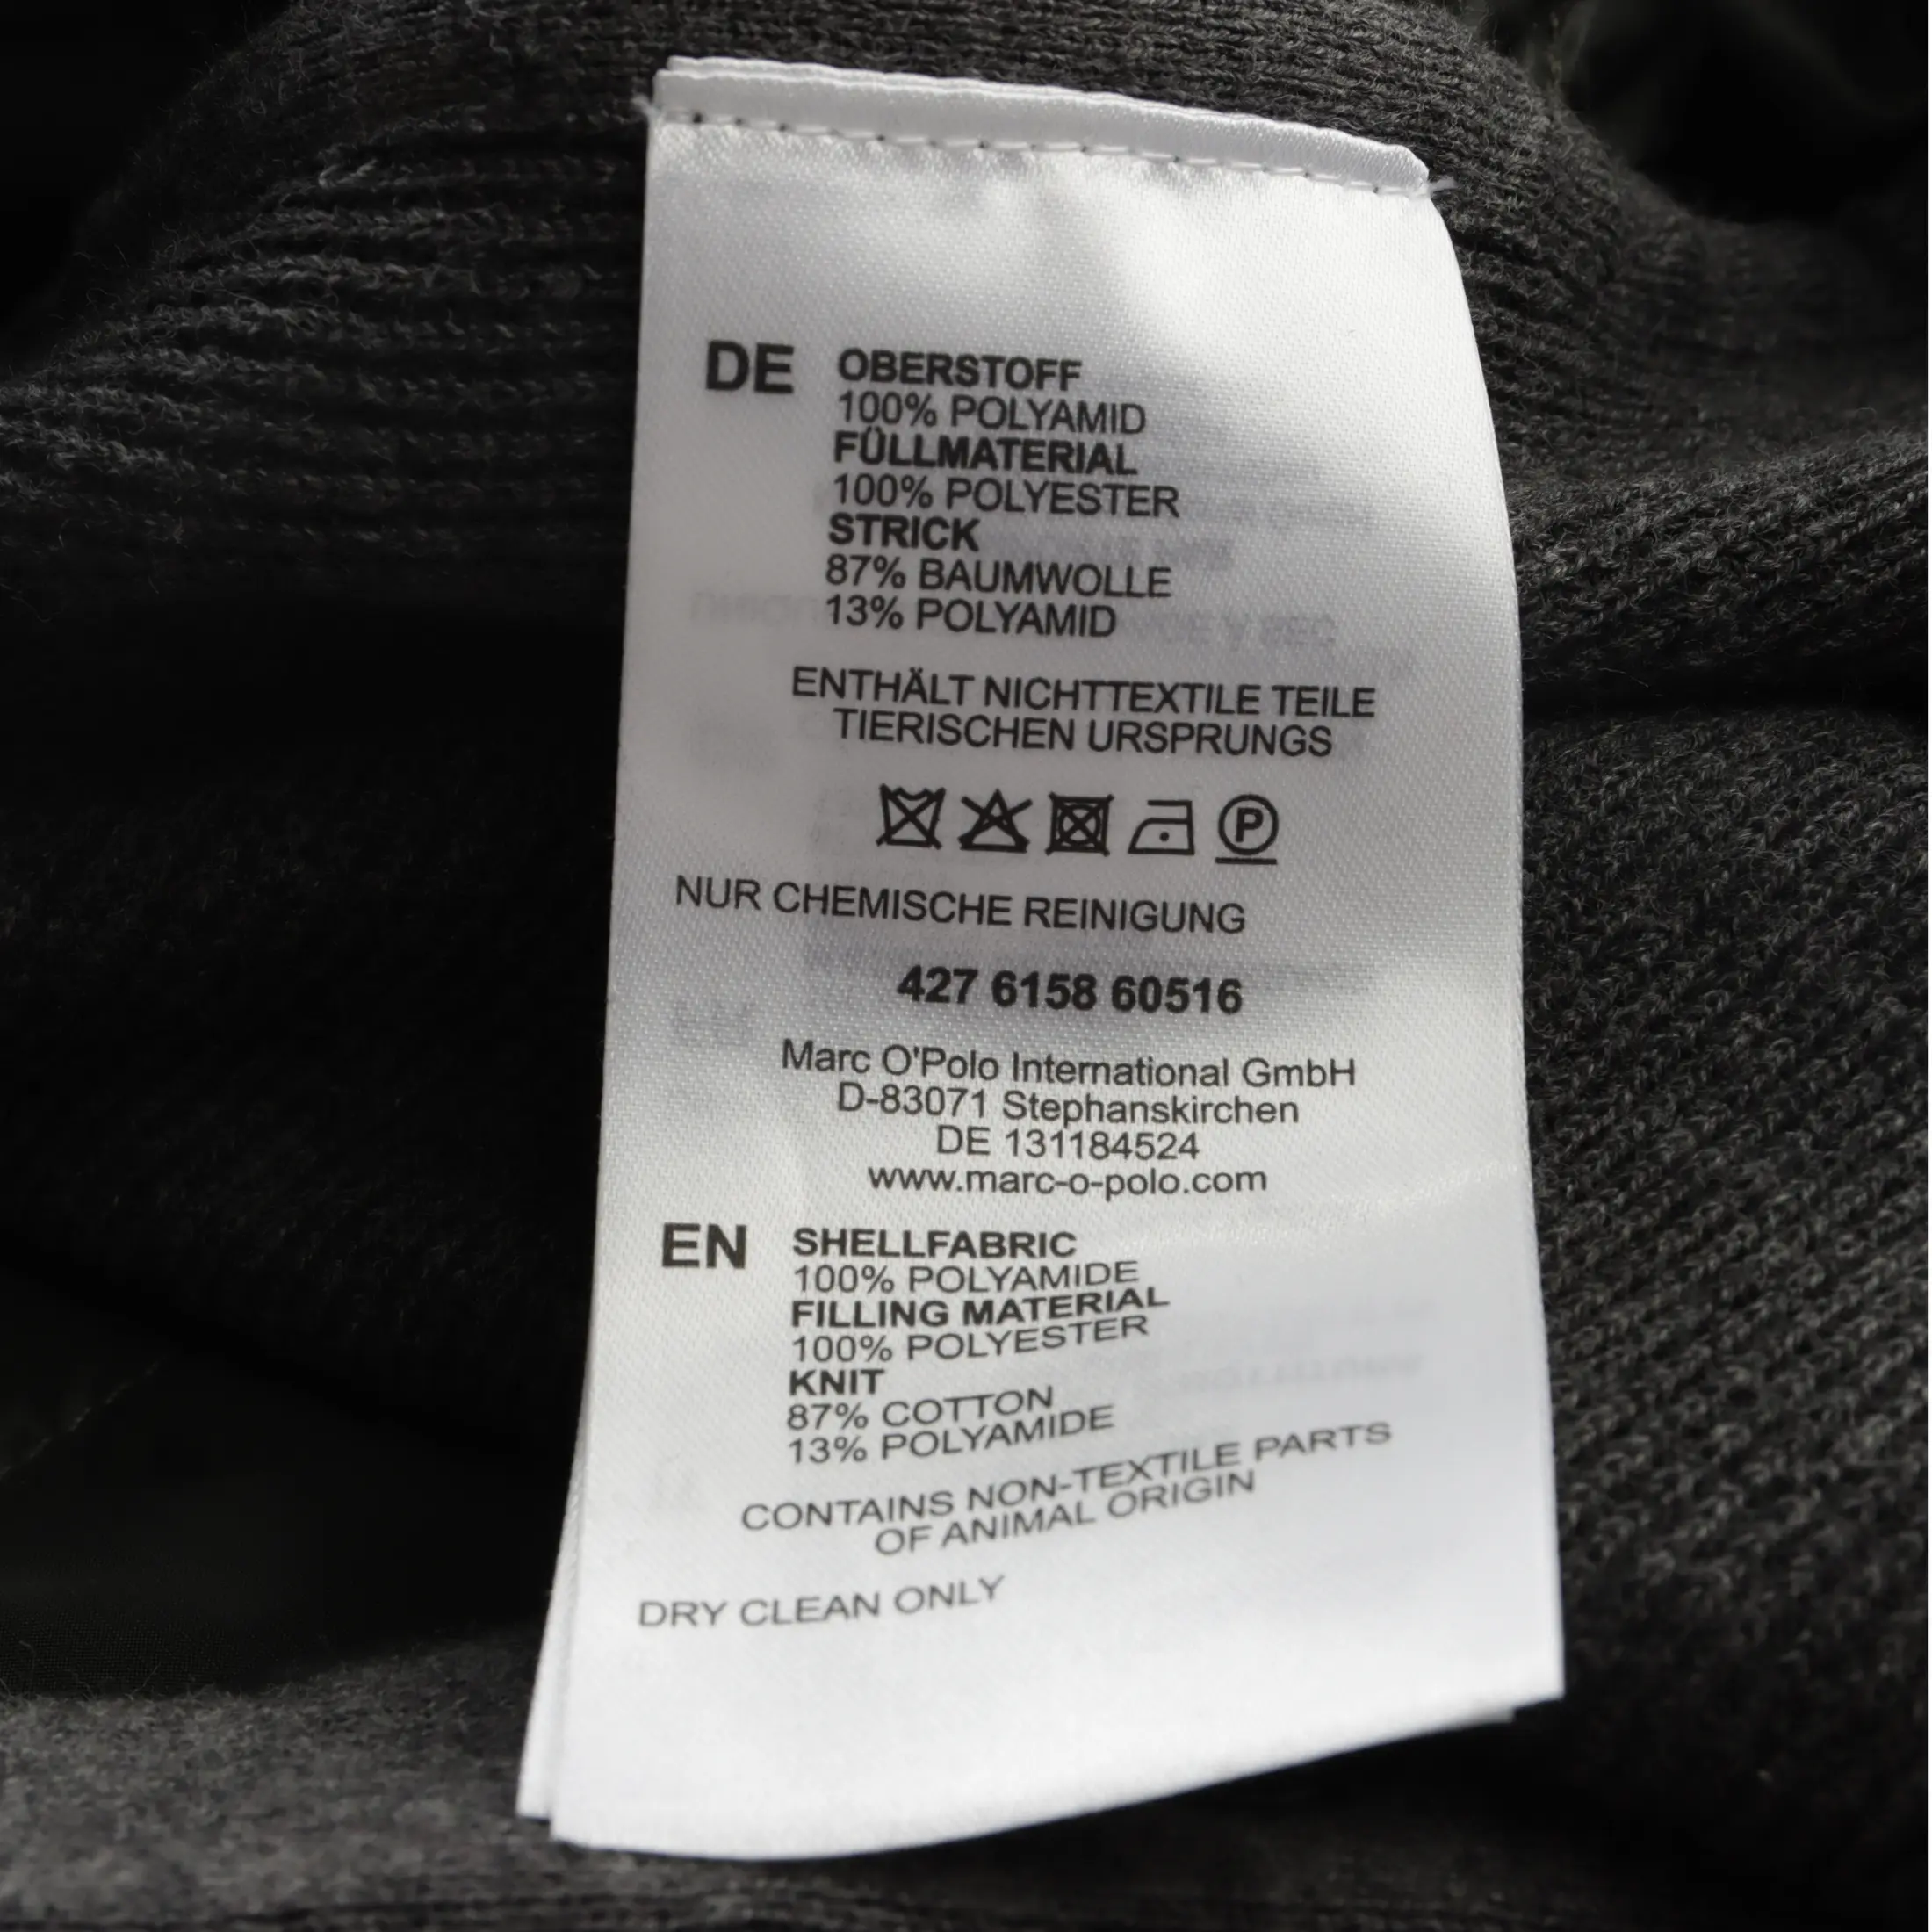 DE OBERSTOFF
100% POLYAMID
FÜLLMATERIAL
100% POLYESTER
STRICK
87% BAUMWOLLE
13% POLYAMID
ENTHÄLT NICHTTEXTILE TEILE
TIERISCHEN URSPRUNGS
P
NUR CHEMISCHE REINIGUNG
427 6158 60516
Marc O'Polo International GmbH
D-83071 Stephanskirchen
DE 131184524
www.marc-o-polo.com
EN SHELLFABRIC
100% POLYAMIDE
FILLING MATERIAL
100% POLYESTER
KNIT
87% COTTON
13% POLYAMIDE
CONTAINS NON-TEXTILE PARTS
OF ANIMAL ORIGIN
DRY CLEAN ONLY